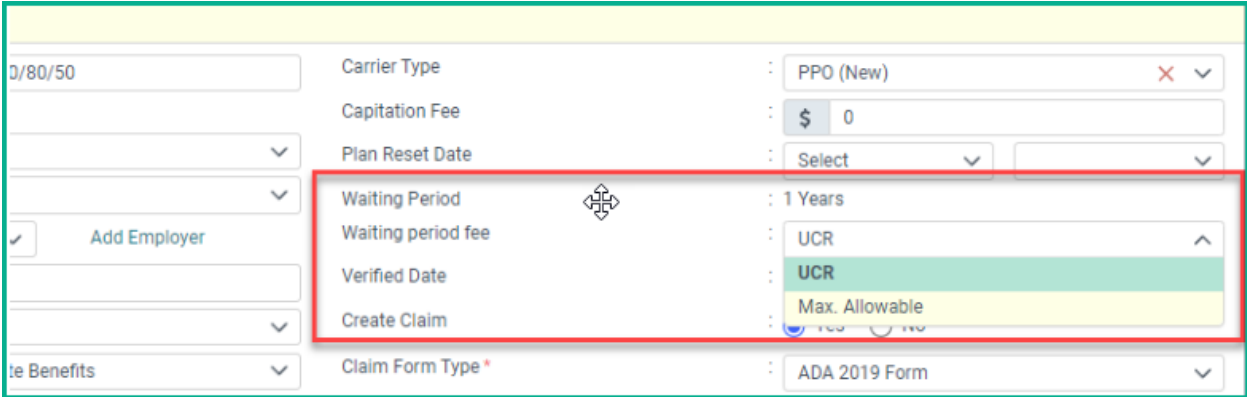 0/80/50 Carrier Type : PPO (New)
Capitation Fee : $ 0
Plan Reset Date : Select
Waiting Period : 1 Years
Add Employer Waiting period fee : UCR
UCR
Verified Date :
Max. Allowable
Create Claim : Yes No
te Benefits Claim Form Type * : ADA 2019 Form